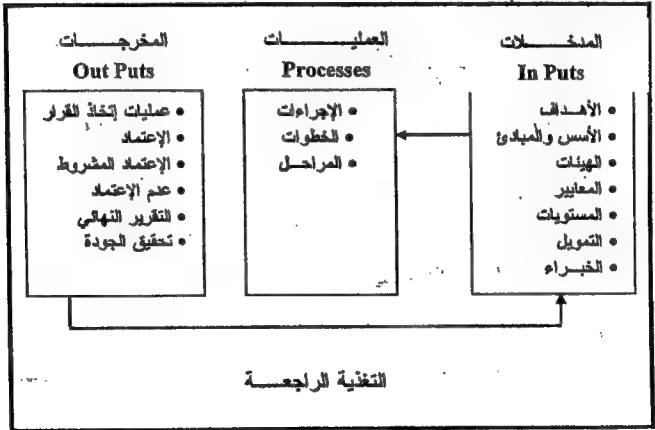 المدخلات
In Puts
• الأهداف
• الأسس والمبادئ
• الهيئات
• المعايير
• المستويات
• التمويل
• الخبراء
العمليات
Processes
• الإجراءات
• الخطوات
• المراحل
المخرجات
Out Puts
• عمليات إتخاذ القرار
• الإعتماد
• الإعتماد المشروط
• عدم الإعتماد
• التقرير النهائي
• تحقيق الجودة
التغذية الراجعة